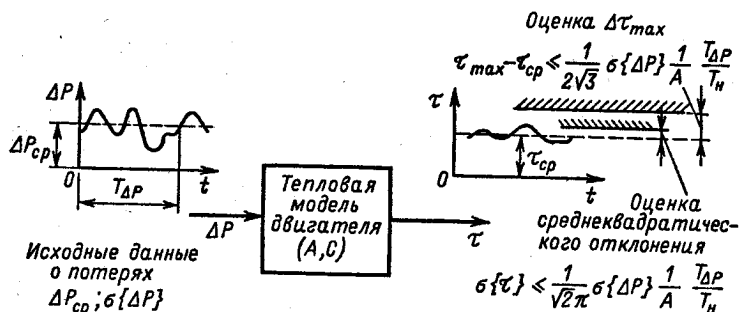 Оценка Δτmax
τmax-τср ≤ 1/(2√3) σ{ΔP} 1/A TΔP/Tн
ΔP
ΔPср
0
t
TΔP
Исходные данные
о потерях
ΔPср; σ{ΔP}
ΔP
Тепловая
модель
двигателя
(A,C)
τ
τ
τср
0
t
Оценка
среднеквадратичес-
кого отклонения
σ{τ} ≤ 1/(√2π) σ{ΔP} 1/A TΔP/Tн